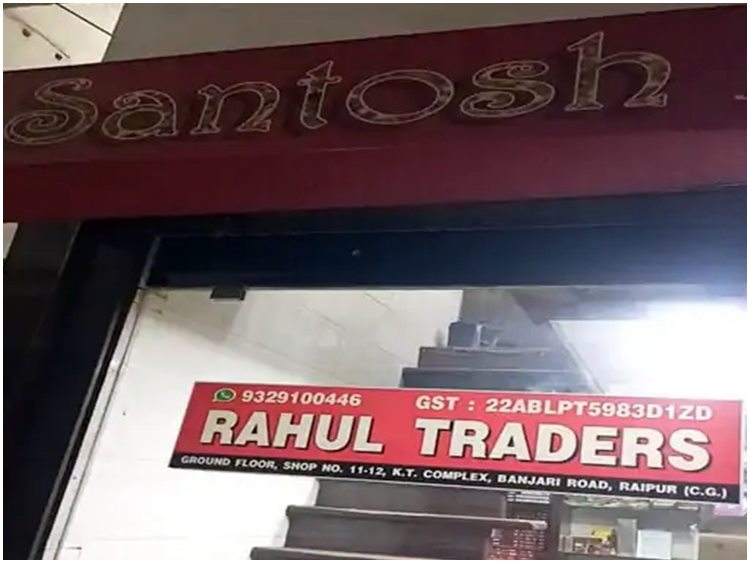 Santosh
9329100446 GST : 22ABLPT5983D1ZD
RAHUL TRADERS
GROUND FLOOR, SHOP NO. 11-12, K.T. COMPLEX, BANJARI ROAD, RAIPUR (C.G.)